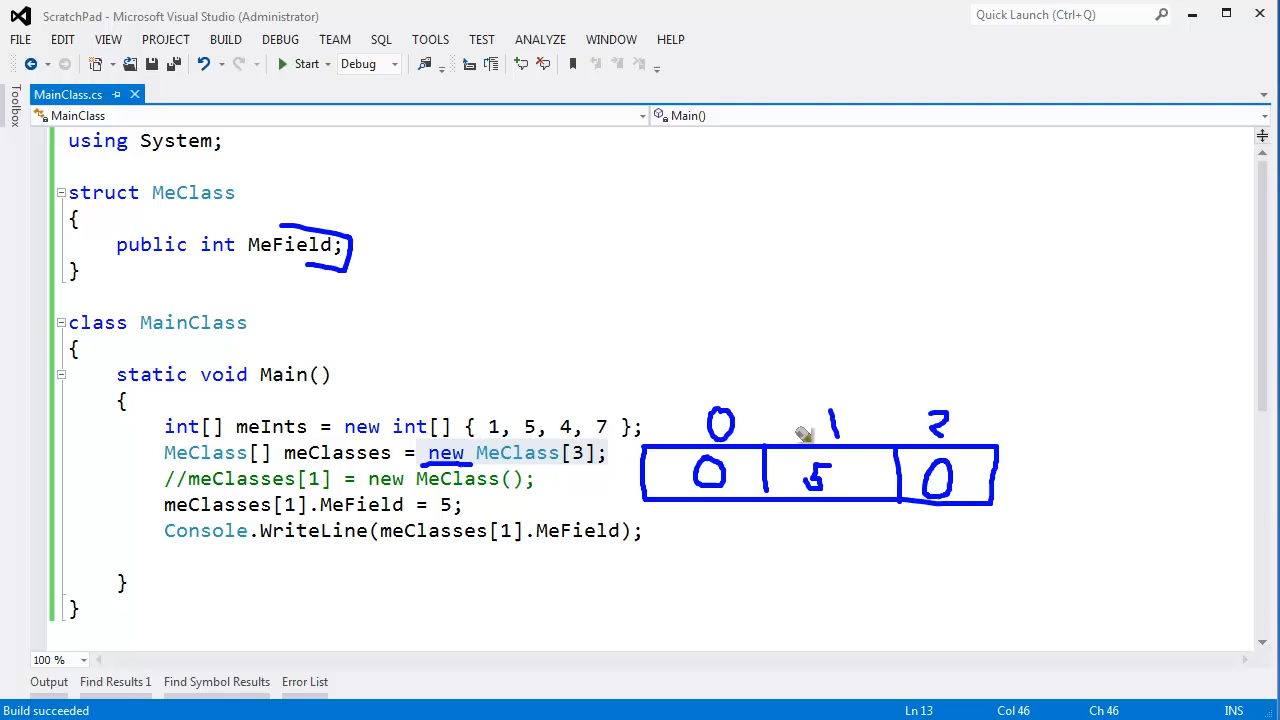 ScratchPad - Microsoft Visual Studio (Administrator)
Quick Launch (Ctrl+Q)
FILE EDIT VIEW PROJECT BUILD DEBUG TEAM SQL TOOLS TEST ANALYZE WINDOW HELP
Start Debug
Toolbox
MainClass.cs
MainClass Main()
using System;
struct MeClass
{
public int MeField;
}
class MainClass
{
static void Main()
{
0 1 2
int[] meInts = new int[] { 1, 5, 4, 7 };
MeClass[] meClasses = new MeClass[3];
0 5 0
//meClasses[1] = new MeClass();
meClasses[1].MeField = 5;
Console.WriteLine(meClasses[1].MeField);
}
}
100 %
Output Find Results 1 Find Symbol Results Error List
Build succeeded Ln 13 Col 46 Ch 46 INS